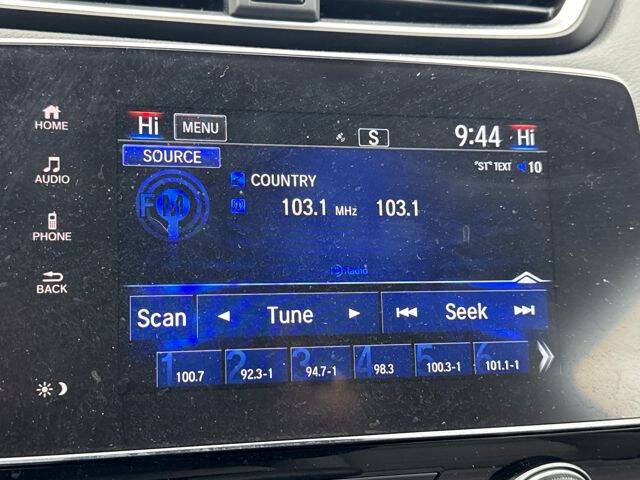 HOME
AUDIO
PHONE
BACK
Hi MENU S 9:44 Hi
SOURCE "ST" TEXT 10
COUNTRY
FM 103.1 MHz 103.1
Radio
Scan Tune Seek
1 100.7 2 92.3-1 3 94.7-1 4 98.3 5 100.3-1 6 101.1-1